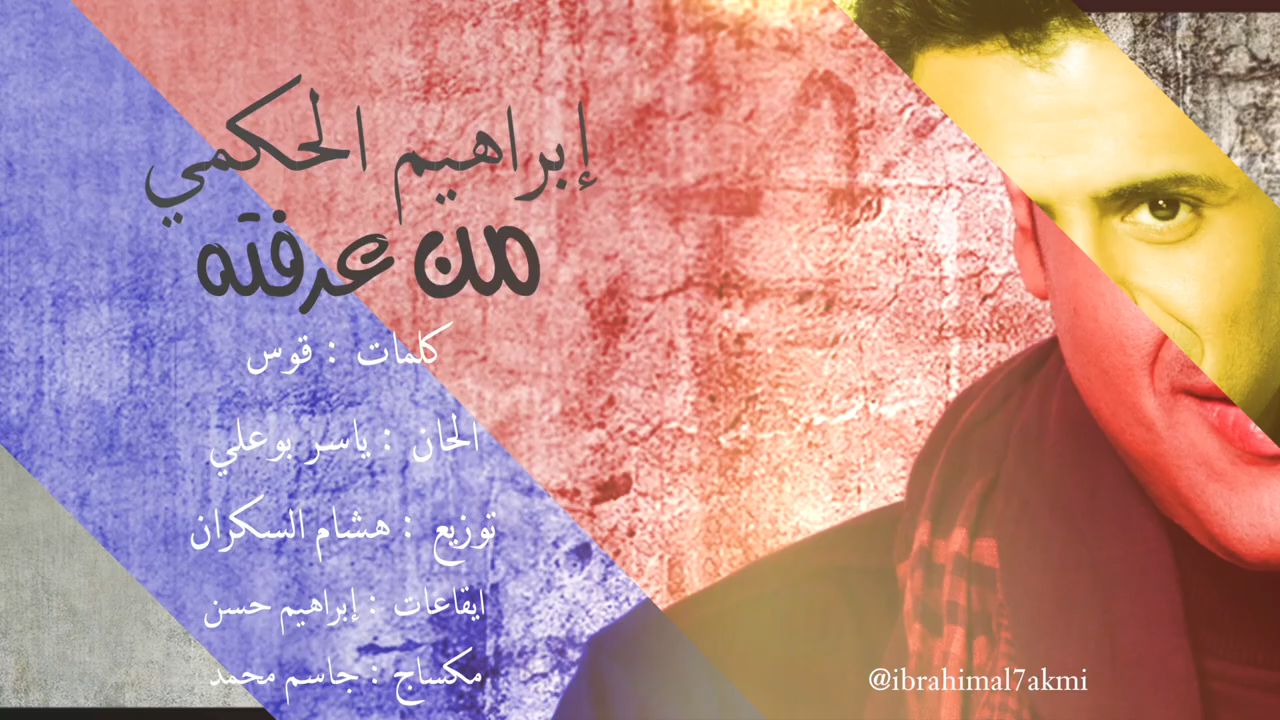 إبراهيم الحكمي
من عرفته
كلمات : قوس
الحان : ياسر بوعلي
توزيع : هشام السكران
ايقاعات : إبراهيم حسن
مكساج : جاسم محمد
@ibrahimal7akmi